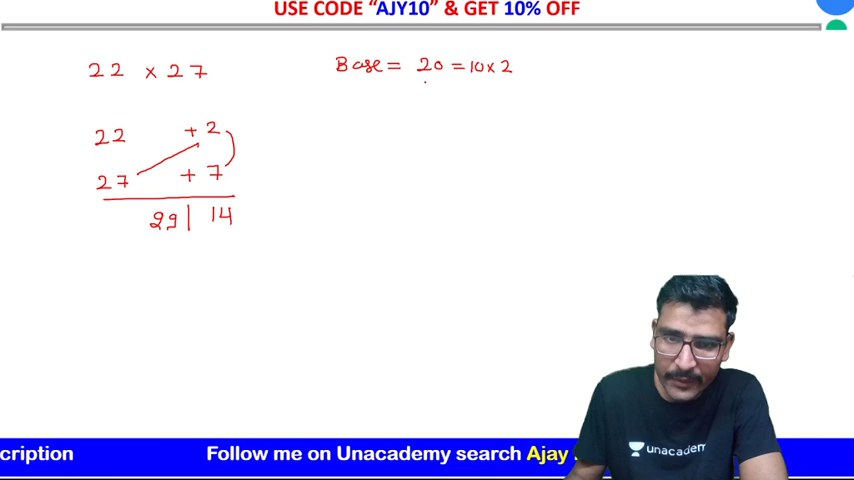 USE CODE "AJY10" & GET 10% OFF
22 × 27
Base = 20 = 10 × 2
22 + 2
27 + 7
29 | 14
unacademy
cription Follow me on Unacademy search Ajay